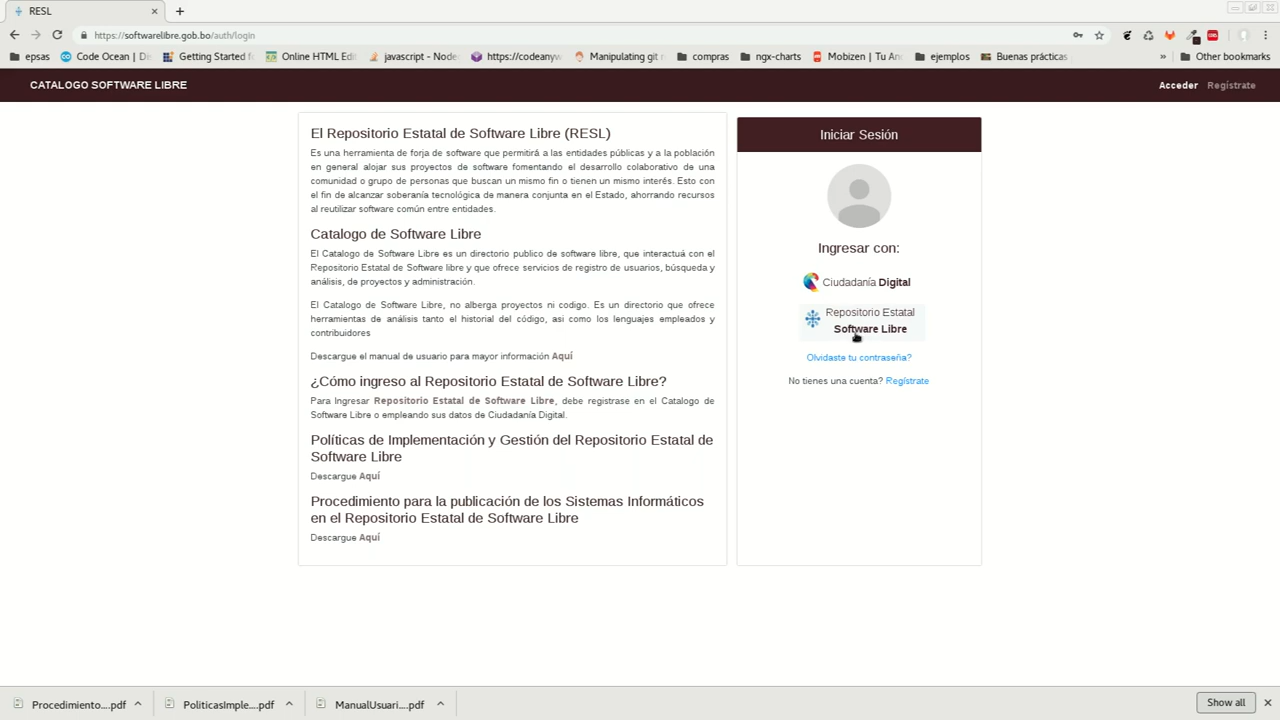 RESL
https://softwarelibre.gob.bo/auth/login
epsas
Code Ocean | Di
Getting Started f
Online HTML Edi
javascript - Node
https://codeanyw
Manipulating git
compras
ngx-charts
Mobizen | Tu An
ejemplos
Buenas prácticas
» Other bookmarks
CATALOGO SOFTWARE LIBRE
Acceder Regístrate
El Repositorio Estatal de Software Libre (RESL)
Es una herramienta de forja de software que permitirá a las entidades públicas y a la población
en general alojar sus proyectos de software fomentando el desarrollo colaborativo de una
comunidad o grupo de personas que buscan un mismo fin o tienen un mismo interés. Esto con
el fin de alcanzar soberanía tecnológica de manera conjunta en el Estado, ahorrando recursos
al reutilizar software común entre entidades.
Catalogo de Software Libre
El Catalogo de Software Libre es un directorio publico de software libre, que interactuá con el
Repositorio Estatal de Software libre y que ofrece servicios de registro de usuarios, búsqueda y
análisis, de proyectos y administración.
El Catalogo de Software Libre, no alberga proyectos ni codigo. Es un directorio que ofrece
herramientas de análisis tanto el historial del código, asi como los lenguajes empleados y
contribuidores
Descargue el manual de usuario para mayor información Aquí
¿Cómo ingreso al Repositorio Estatal de Software Libre?
Para Ingresar Repositorio Estatal de Software Libre, debe registrase en el Catalogo de
Software Libre o empleando sus datos de Ciudadanía Digital.
Políticas de Implementación y Gestión del Repositorio Estatal de
Software Libre
Descargue Aquí
Procedimiento para la publicación de los Sistemas Informáticos
en el Repositorio Estatal de Software Libre
Descargue Aquí
Iniciar Sesión
Ingresar con:
Ciudadanía Digital
Repositorio Estatal
Software Libre
Olvidaste tu contraseña?
No tienes una cuenta? Regístrate
Procedimiento....pdf
PoliticasImple....pdf
ManualUsuari....pdf
Show all